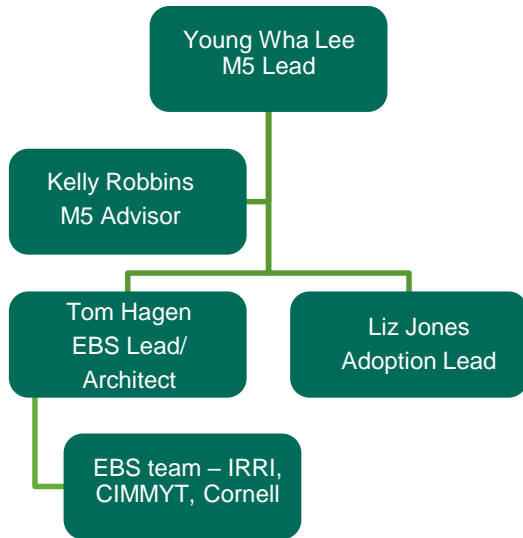 Young Wha Lee
M5 Lead
Kelly Robbins
M5 Advisor
Tom Hagen
EBS Lead/
Architect
Liz Jones
Adoption Lead
EBS team – IRRI,
CIMMYT, Cornell